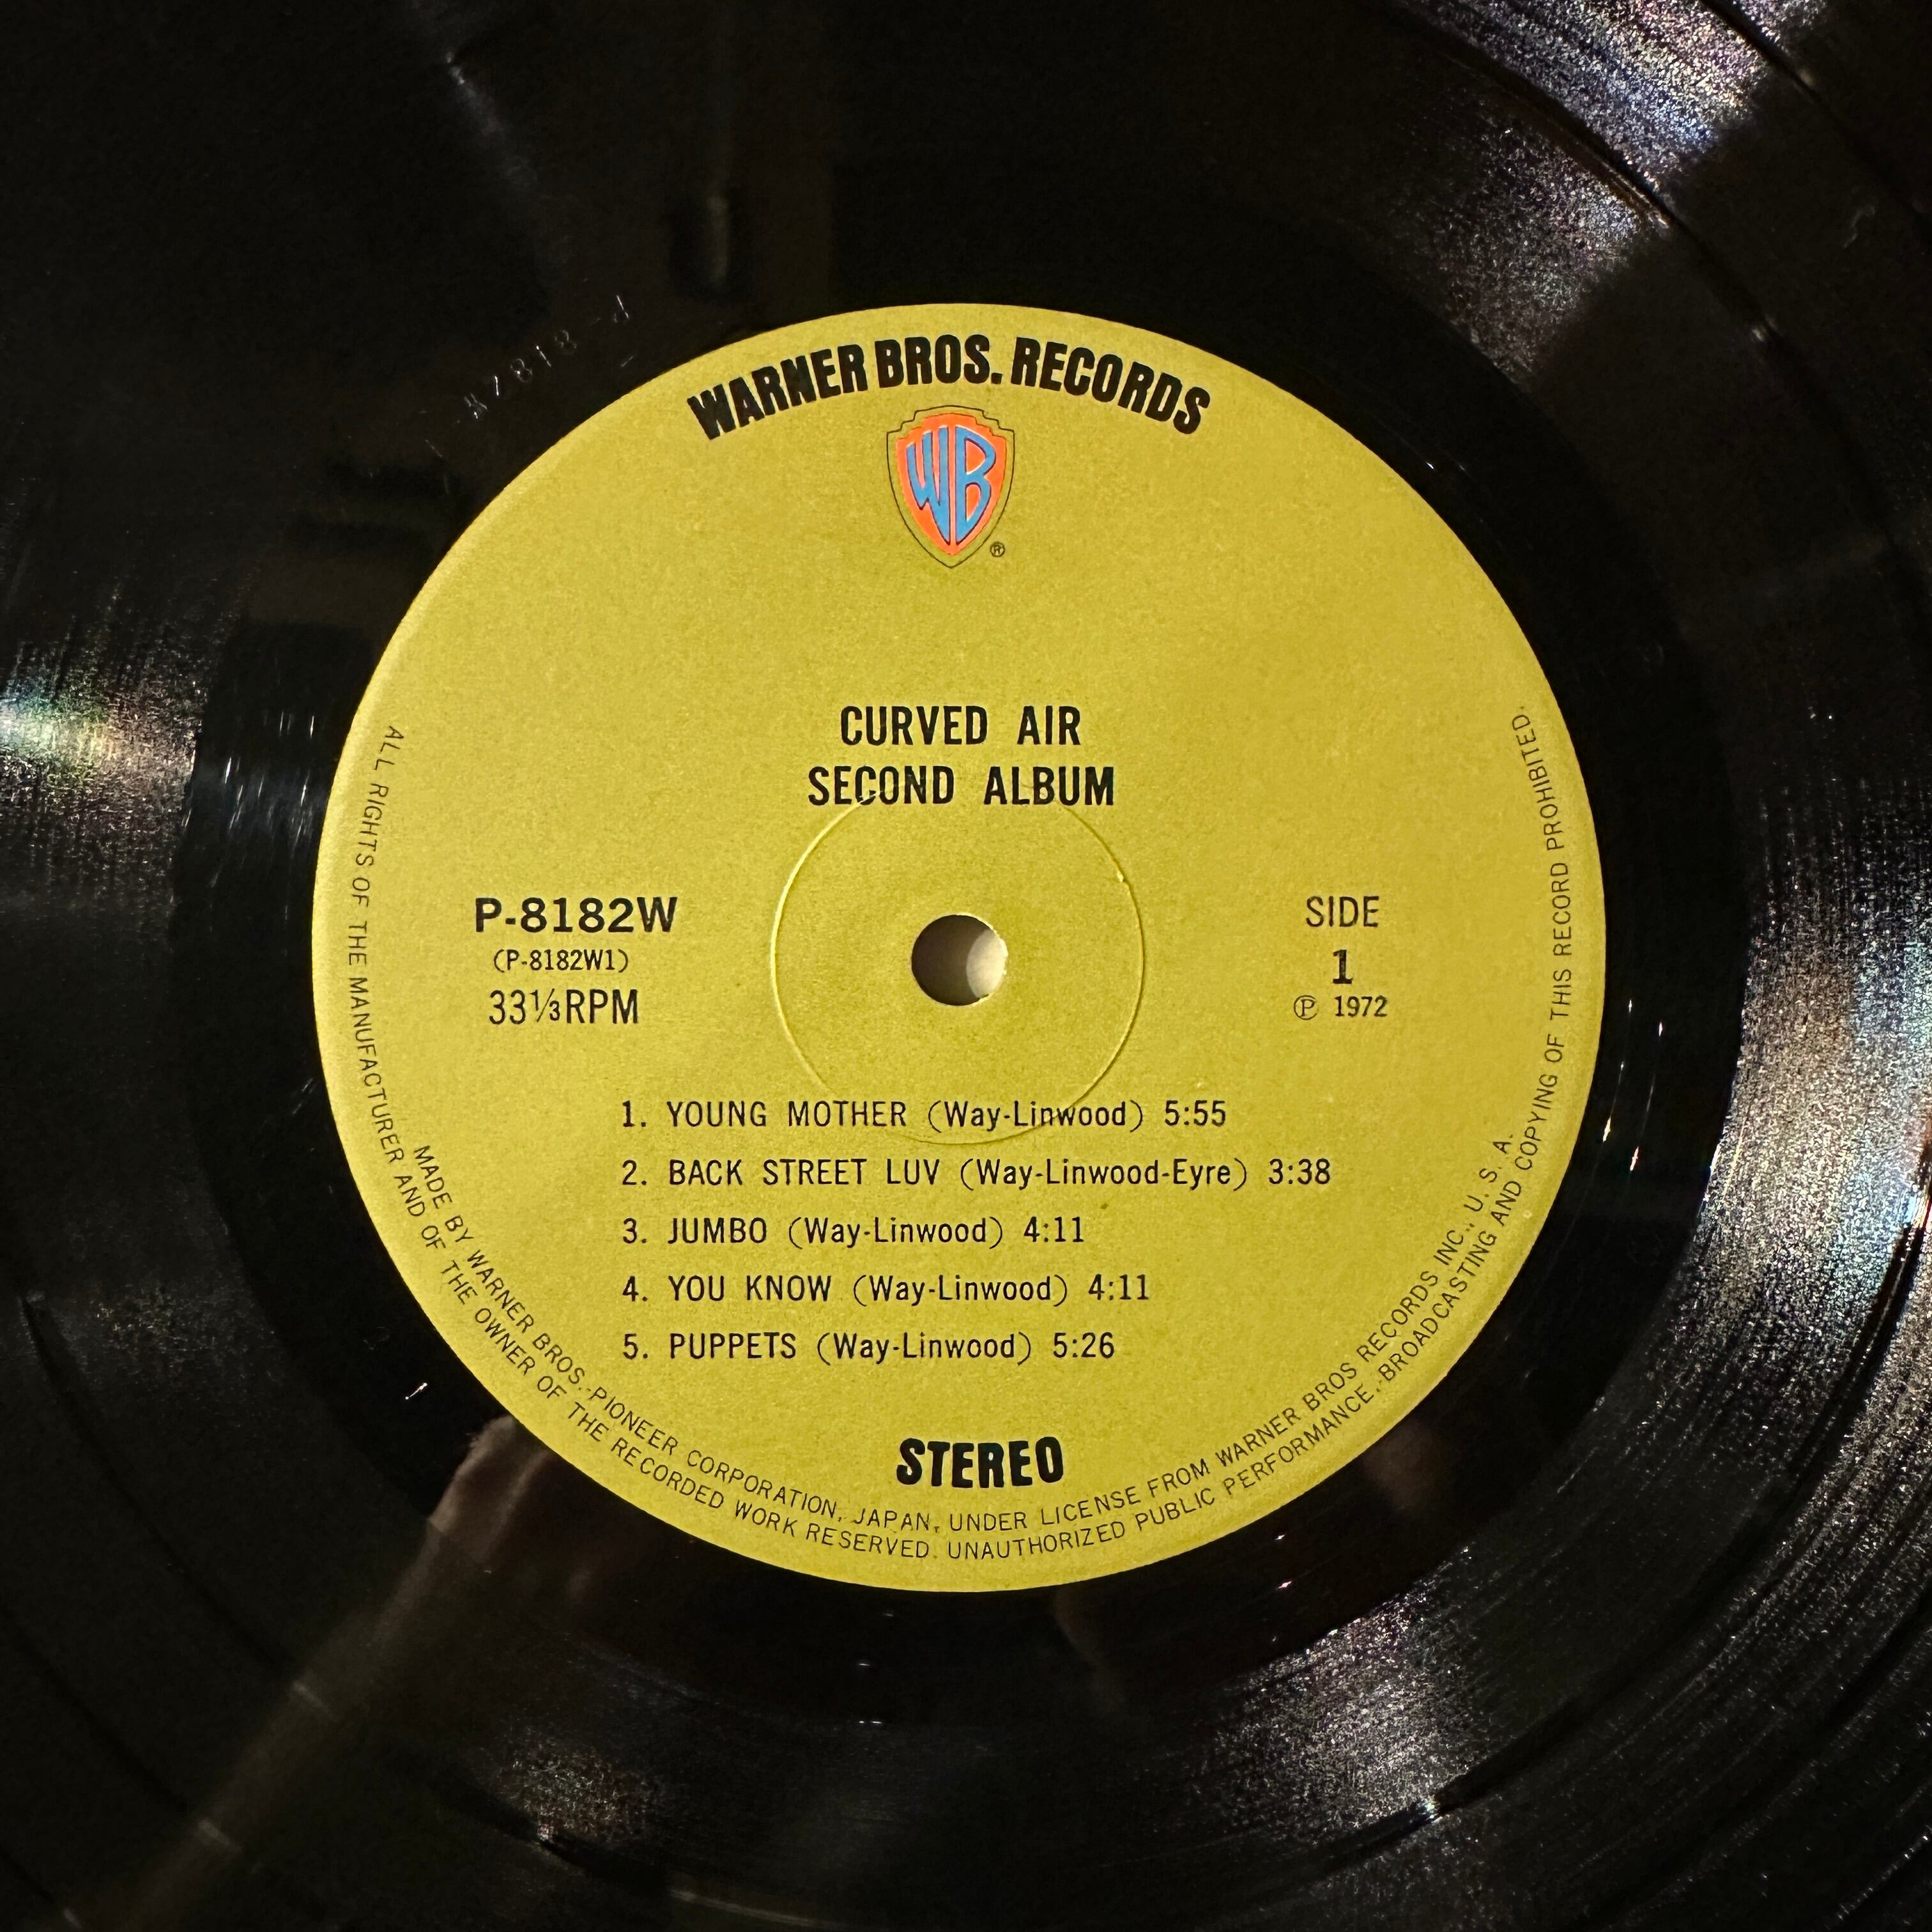 WARNER BROS. RECORDS
WB
®
CURVED AIR
SECOND ALBUM
P-8182W
(P-8182W1)
33⅓RPM
SIDE
1
Ⓟ 1972
1. YOUNG MOTHER (Way-Linwood) 5:55
2. BACK STREET LUV (Way-Linwood-Eyre) 3:38
3. JUMBO (Way-Linwood) 4:11
4. YOU KNOW (Way-Linwood) 4:11
5. PUPPETS (Way-Linwood) 5:26
STEREO
MADE BY WARNER BROS.-PIONEER CORPORATION, JAPAN, UNDER LICENSE FROM WARNER BROS RECORDS INC., U. S. A.
ALL RIGHTS OF THE MANUFACTURER AND OF THE OWNER OF THE RECORDED WORK RESERVED. UNAUTHORIZED PUBLIC PERFORMANCE, BROADCASTING AND COPYING OF THIS RECORD PROHIBITED.